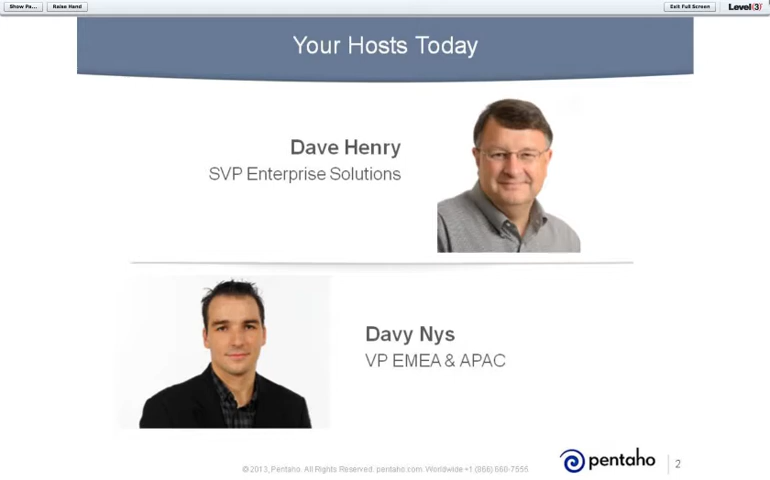 Show Pa...
Raise Hand
Exit Full Screen
Level(3)
Your Hosts Today
Dave Henry
SVP Enterprise Solutions
Davy Nys
VP EMEA & APAC
© 2013, Pentaho. All Rights Reserved. pentaho.com. Worldwide +1 (866) 660-7555
pentaho
2